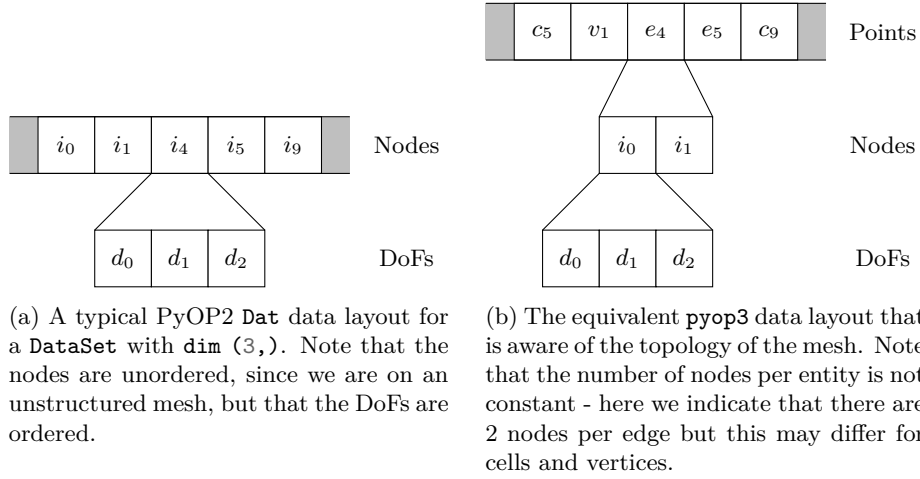 i₀ i₁ i₄ i₅ i₉ Nodes
d₀ d₁ d₂ DoFs
(a) A typical PyOP2 Dat data layout for
a DataSet with dim (3,). Note that the
nodes are unordered, since we are on an
unstructured mesh, but that the DoFs are
ordered.
c₅ v₁ e₄ e₅ c₉ Points
i₀ i₁ Nodes
d₀ d₁ d₂ DoFs
(b) The equivalent pyop3 data layout that
is aware of the topology of the mesh. Note
that the number of nodes per entity is not
constant - here we indicate that there are
2 nodes per edge but this may differ for
cells and vertices.